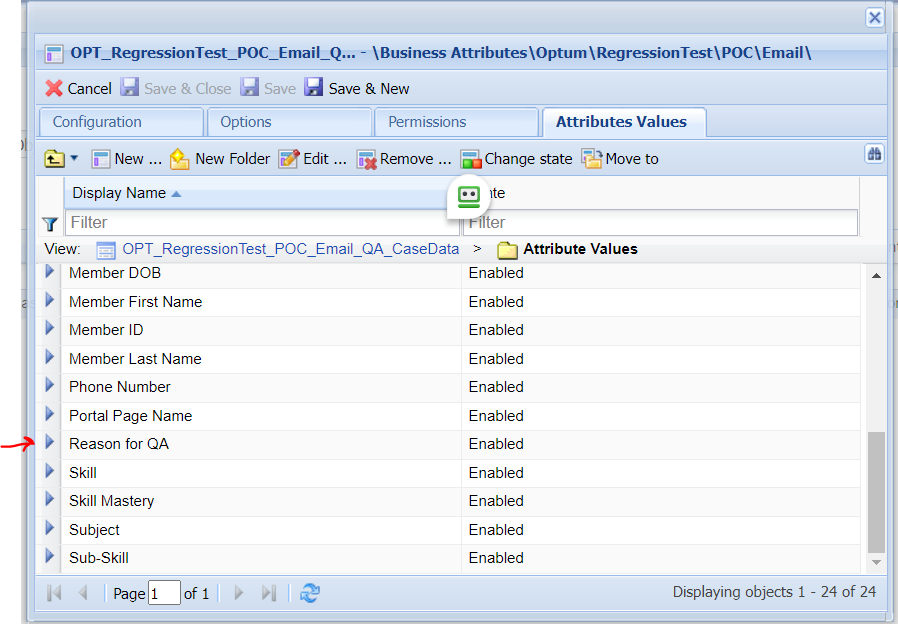 OPT_RegressionTest_POC_Email_Q... - \Business Attributes\Optum\RegressionTest\POC\Email\
Cancel Save & Close Save Save & New
Configuration Options Permissions Attributes Values
New ... New Folder Edit ... Remove ... Change state Move to
Display Name
Filter Filter
View: OPT_RegressionTest_POC_Email_QA_CaseData > Attribute Values
Member DOB Enabled
Member First Name Enabled
Member ID Enabled
Member Last Name Enabled
Phone Number Enabled
Portal Page Name Enabled
Reason for QA Enabled
Skill Enabled
Skill Mastery Enabled
Subject Enabled
Sub-Skill Enabled
Page 1 of 1 Displaying objects 1 - 24 of 24